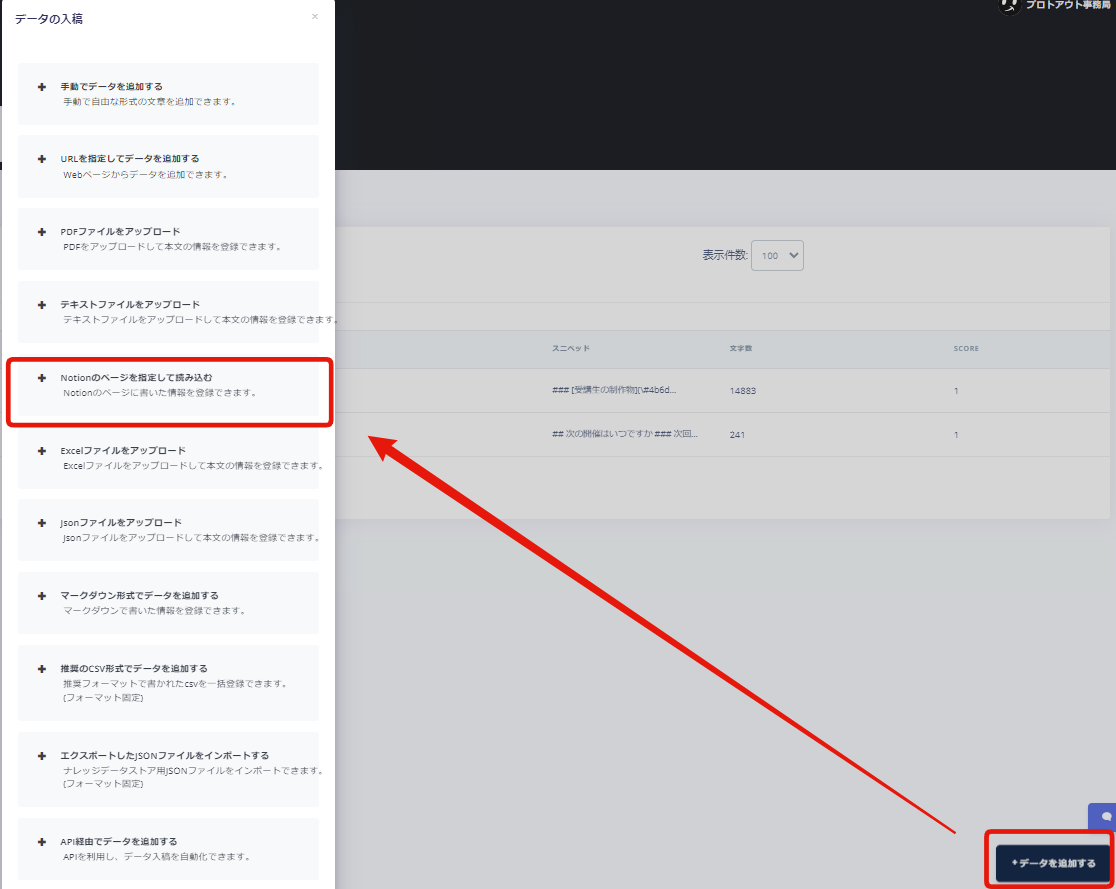 データの入稿
×
プロトアウト事務局
+ 手動でデータを追加する
手動で自由な形式の文章を追加できます。
+ URLを指定してデータを追加する
Webページからデータを追加できます。
+ PDFファイルをアップロード
PDFをアップロードして本文の情報を登録できます。
+ テキストファイルをアップロード
テキストファイルをアップロードして本文の情報を登録できます。
+ Notionのページを指定して読み込む
Notionのページに書いた情報を登録できます。
+ Excelファイルをアップロード
Excelファイルをアップロードして本文の情報を登録できます。
+ Jsonファイルをアップロード
Jsonファイルをアップロードして本文の情報を登録できます。
+ マークダウン形式でデータを追加する
マークダウンで書いた情報を登録できます。
+ 推奨のCSV形式でデータを追加する
推奨フォーマットで書かれたcsvを一括登録できます。
(フォーマット固定)
+ エクスポートしたJSONファイルをインポートする
ナレッジデータストア用JSONファイルをインポートできます。
(フォーマット固定)
+ API経由でデータを追加する
APIを利用し、データ入稿を自動化できます。
表示件数: 100
スニペッド 文字数 SCORE
### [受講生の制作物](\#4b6d... 14883 1
## 次の開催はいつですか ### 次回... 241 1
+データを追加する